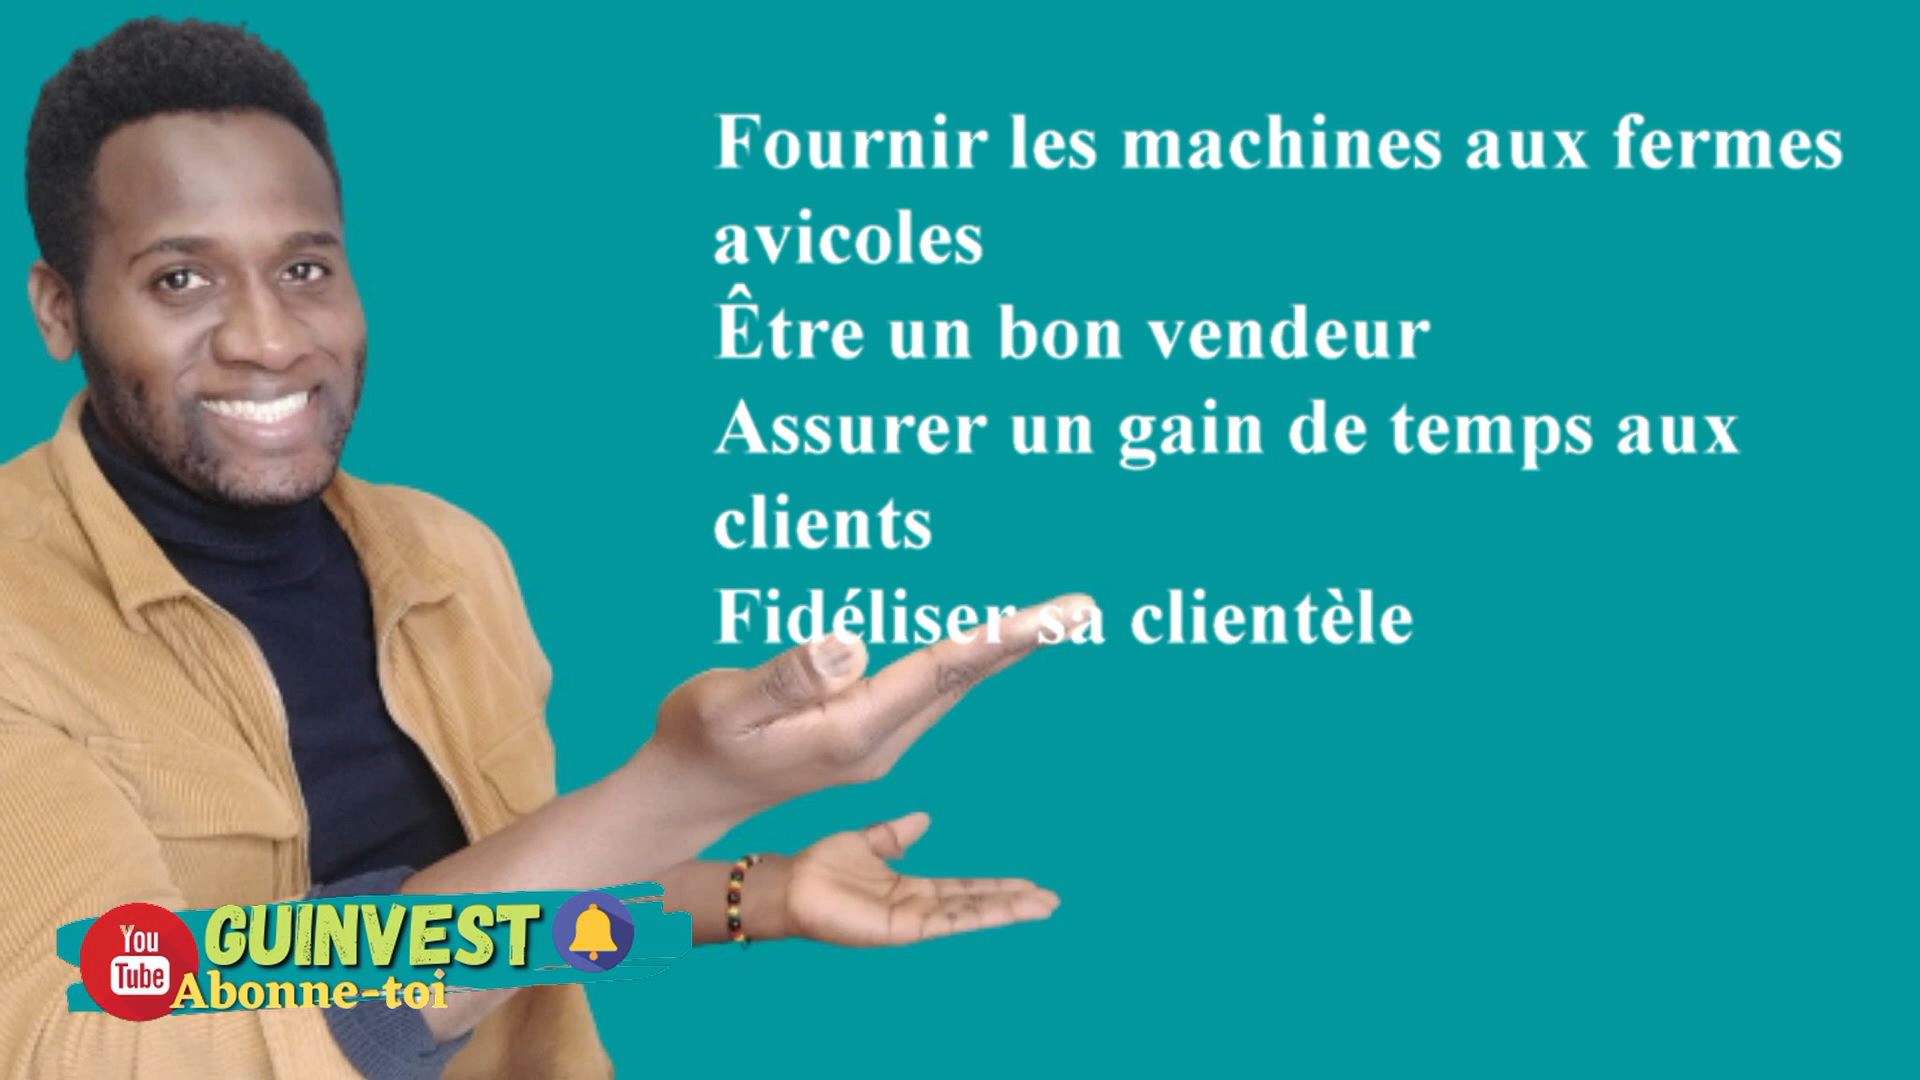 Fournir les machines aux fermes
avicoles
Être un bon vendeur
Assurer un gain de temps aux
clients
Fidéliser sa clientèle
You
Tube
GUINVEST
Abonne-toi